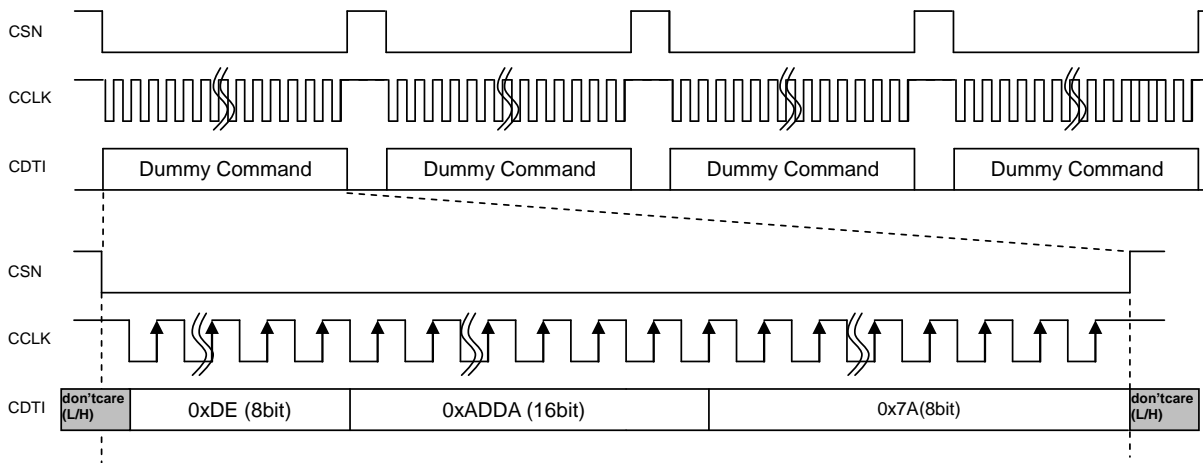 CSN
CCLK
CDTI
Dummy Command
Dummy Command
Dummy Command
Dummy Command
CSN
CCLK
CDTI
don'tcare
(L/H)
0xDE (8bit)
0xADDA (16bit)
0x7A(8bit)
don'tcare
(L/H)